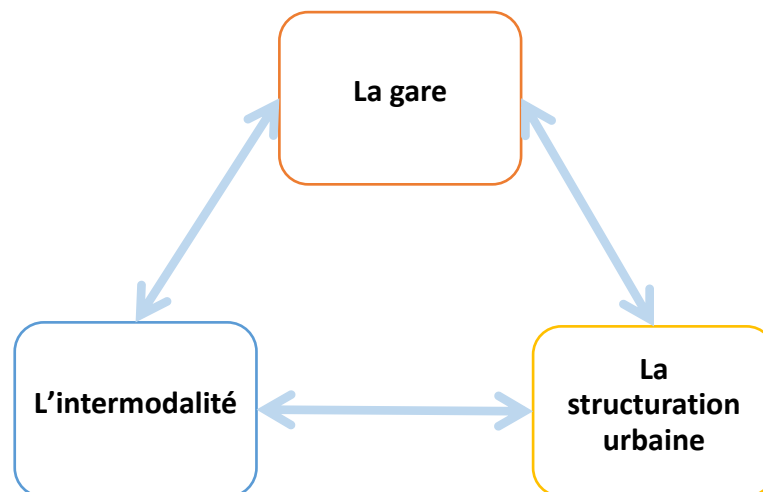 La gare
L’intermodalité
La
structuration
urbaine